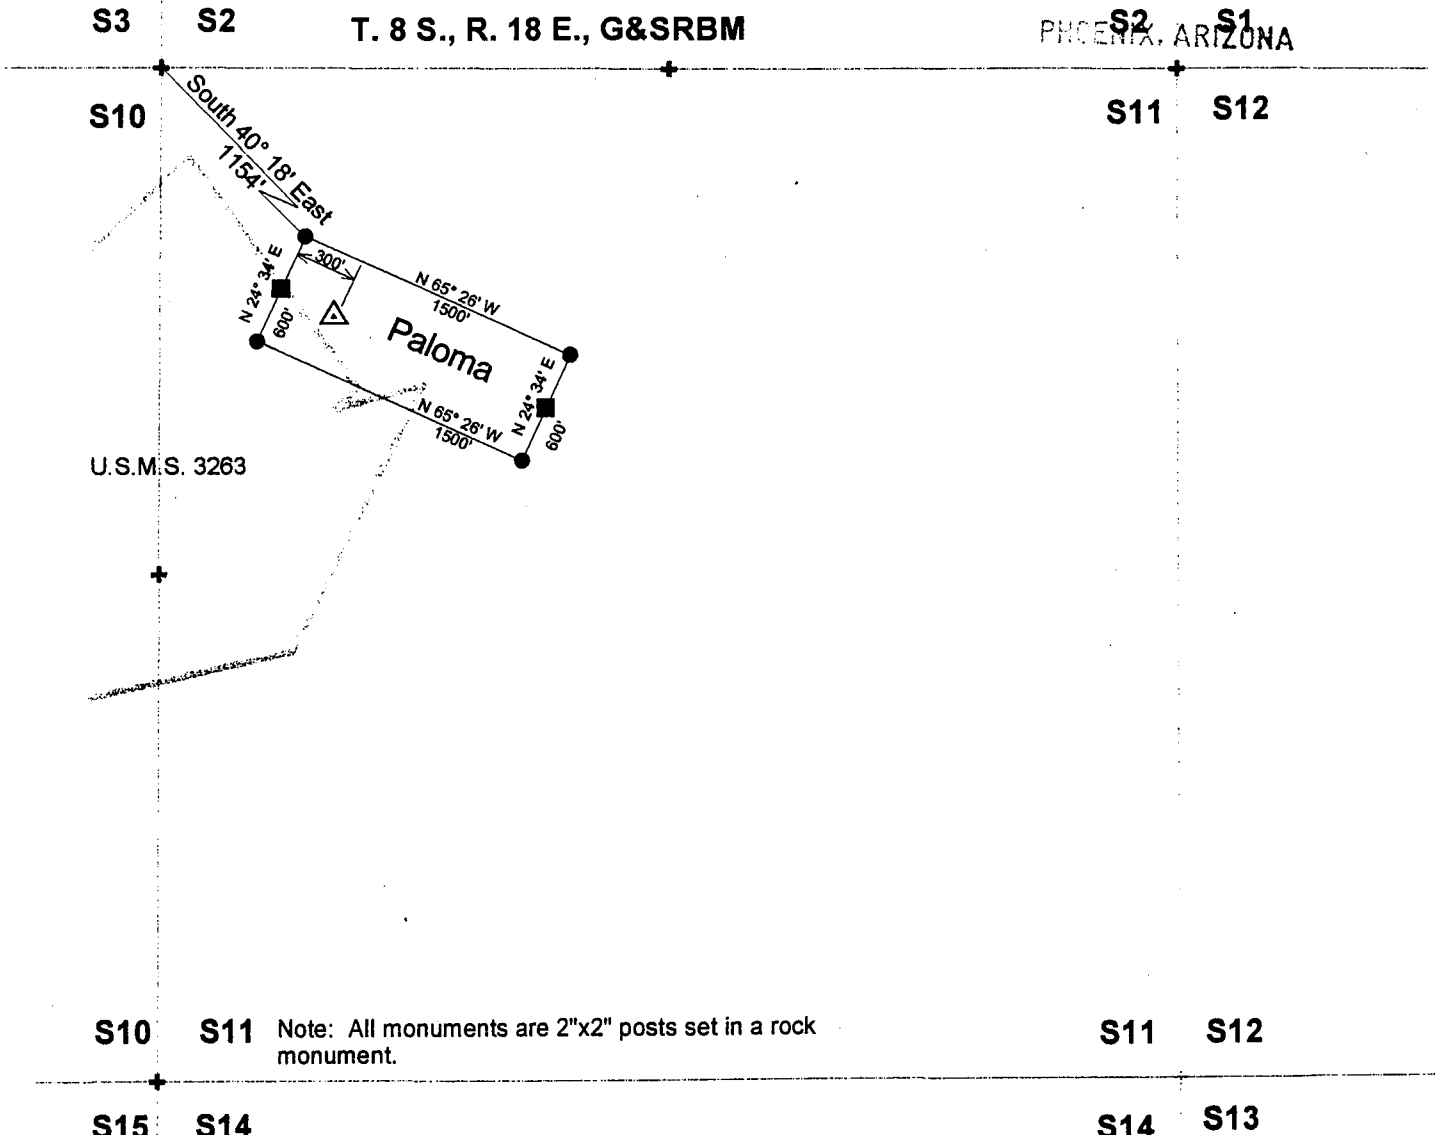 S3 S2 T. 8 S., R. 18 E., G&SRBM S2 S1
PHOENIX, ARIZONA
S10 S11 S12
South 40° 18' East
1154'
300'
N 24° 34' E
600'
N 65° 26' W
1500'
Paloma
N 24° 34' E
600'
N 65° 26' W
1500'
U.S.M.S. 3263
S10 S11 Note: All monuments are 2"x2" posts set in a rock
monument.
S11 S12
S15 S14 S14 S13